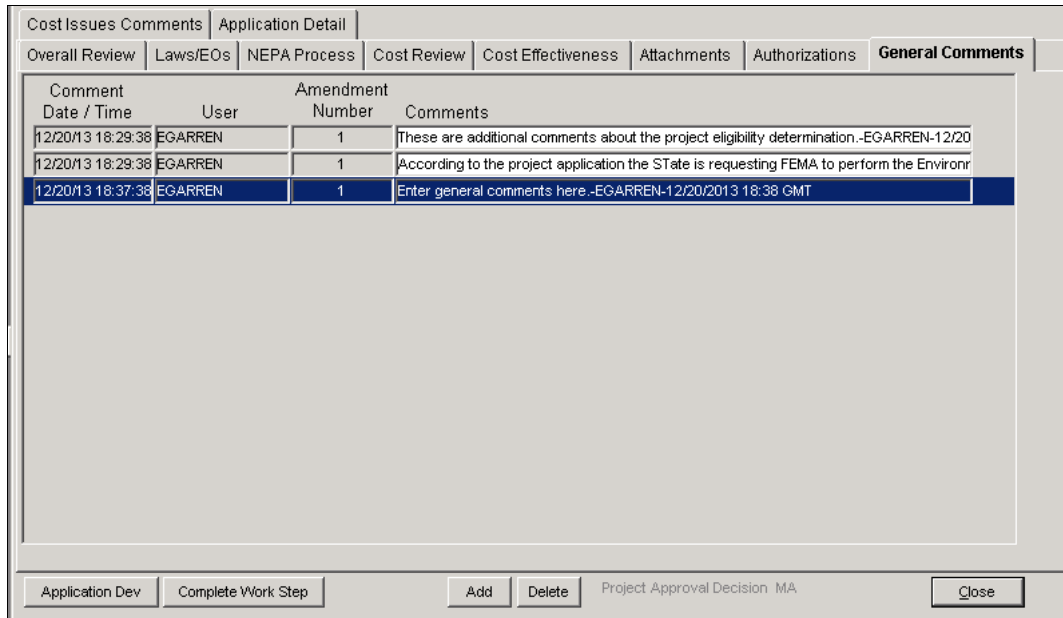 Cost Issues Comments Application Detail
Overall Review Laws/EOs NEPA Process Cost Review Cost Effectiveness Attachments Authorizations General Comments
Comment Amendment
Date / Time User Number Comments
12/20/13 18:29:38 EGARREN 1 These are additional comments about the project eligibility determination.-EGARREN-12/20
12/20/13 18:29:38 EGARREN 1 According to the project application the STate is requesting FEMA to perform the
12/20/13 18:37:38 EGARREN 1 Enter general comments here.-EGARREN-12/20/2013 18:38 GMT
Application Dev Complete Work Step Add Delete Project Approval Decision MA Close